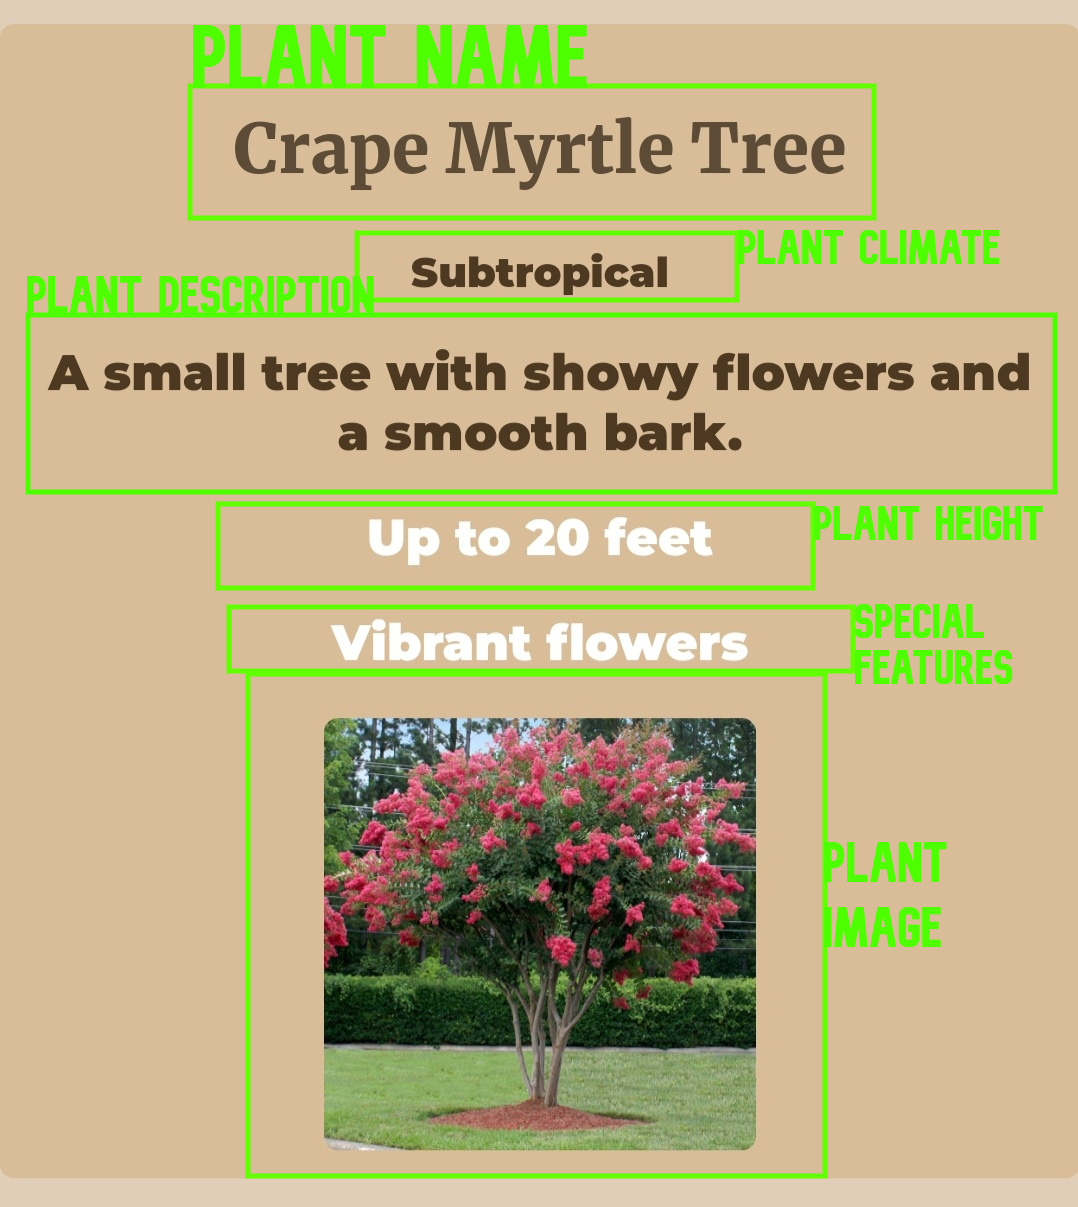 PLANT NAME
Crape Myrtle Tree
Subtropical
PLANT CLIMATE
PLANT DESCRIPTION
A small tree with showy flowers and
a smooth bark.
Up to 20 feet
PLANT HEIGHT
Vibrant flowers
SPECIAL
FEATURES
PLANT
IMAGE